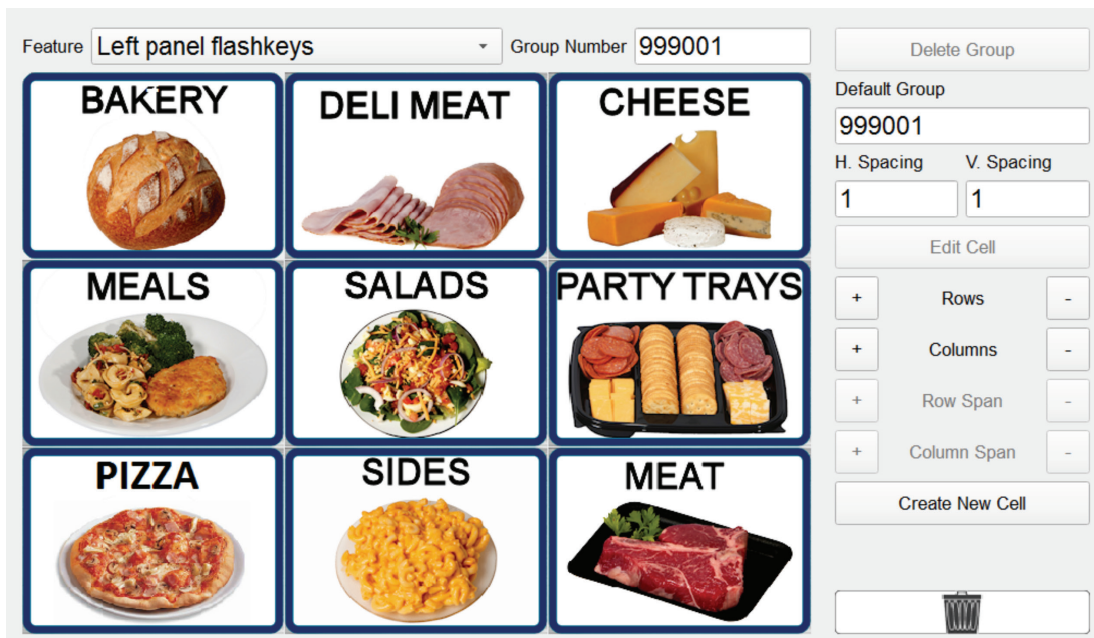 Feature Left panel flashkeys Group Number 999001
Delete Group
Default Group
999001
H. Spacing V. Spacing
1 1
Edit Cell
+ Rows -
+ Columns -
+ Row Span -
+ Column Span -
Create New Cell
BAKERY DELI MEAT CHEESE
MEALS SALADS PARTY TRAYS
PIZZA SIDES MEAT